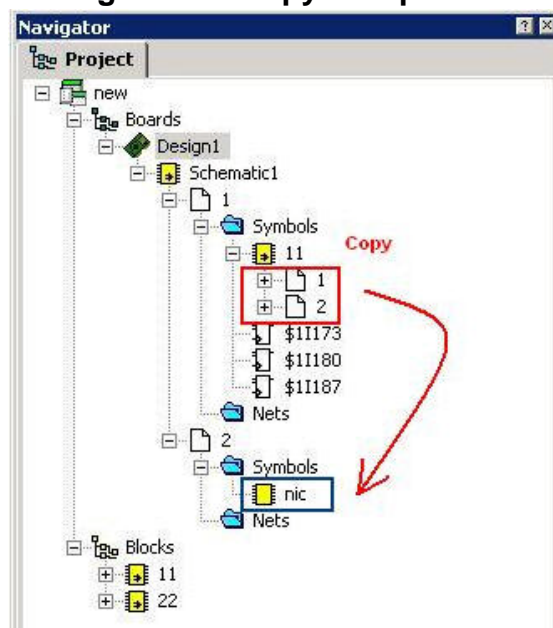 Navigator
Project
new
Boards
Design1
Schematic1
1
Symbols
11
Copy
1
2
$1I173
$1I180
$1I187
Nets
2
Symbols
nic
Nets
Blocks
11
22